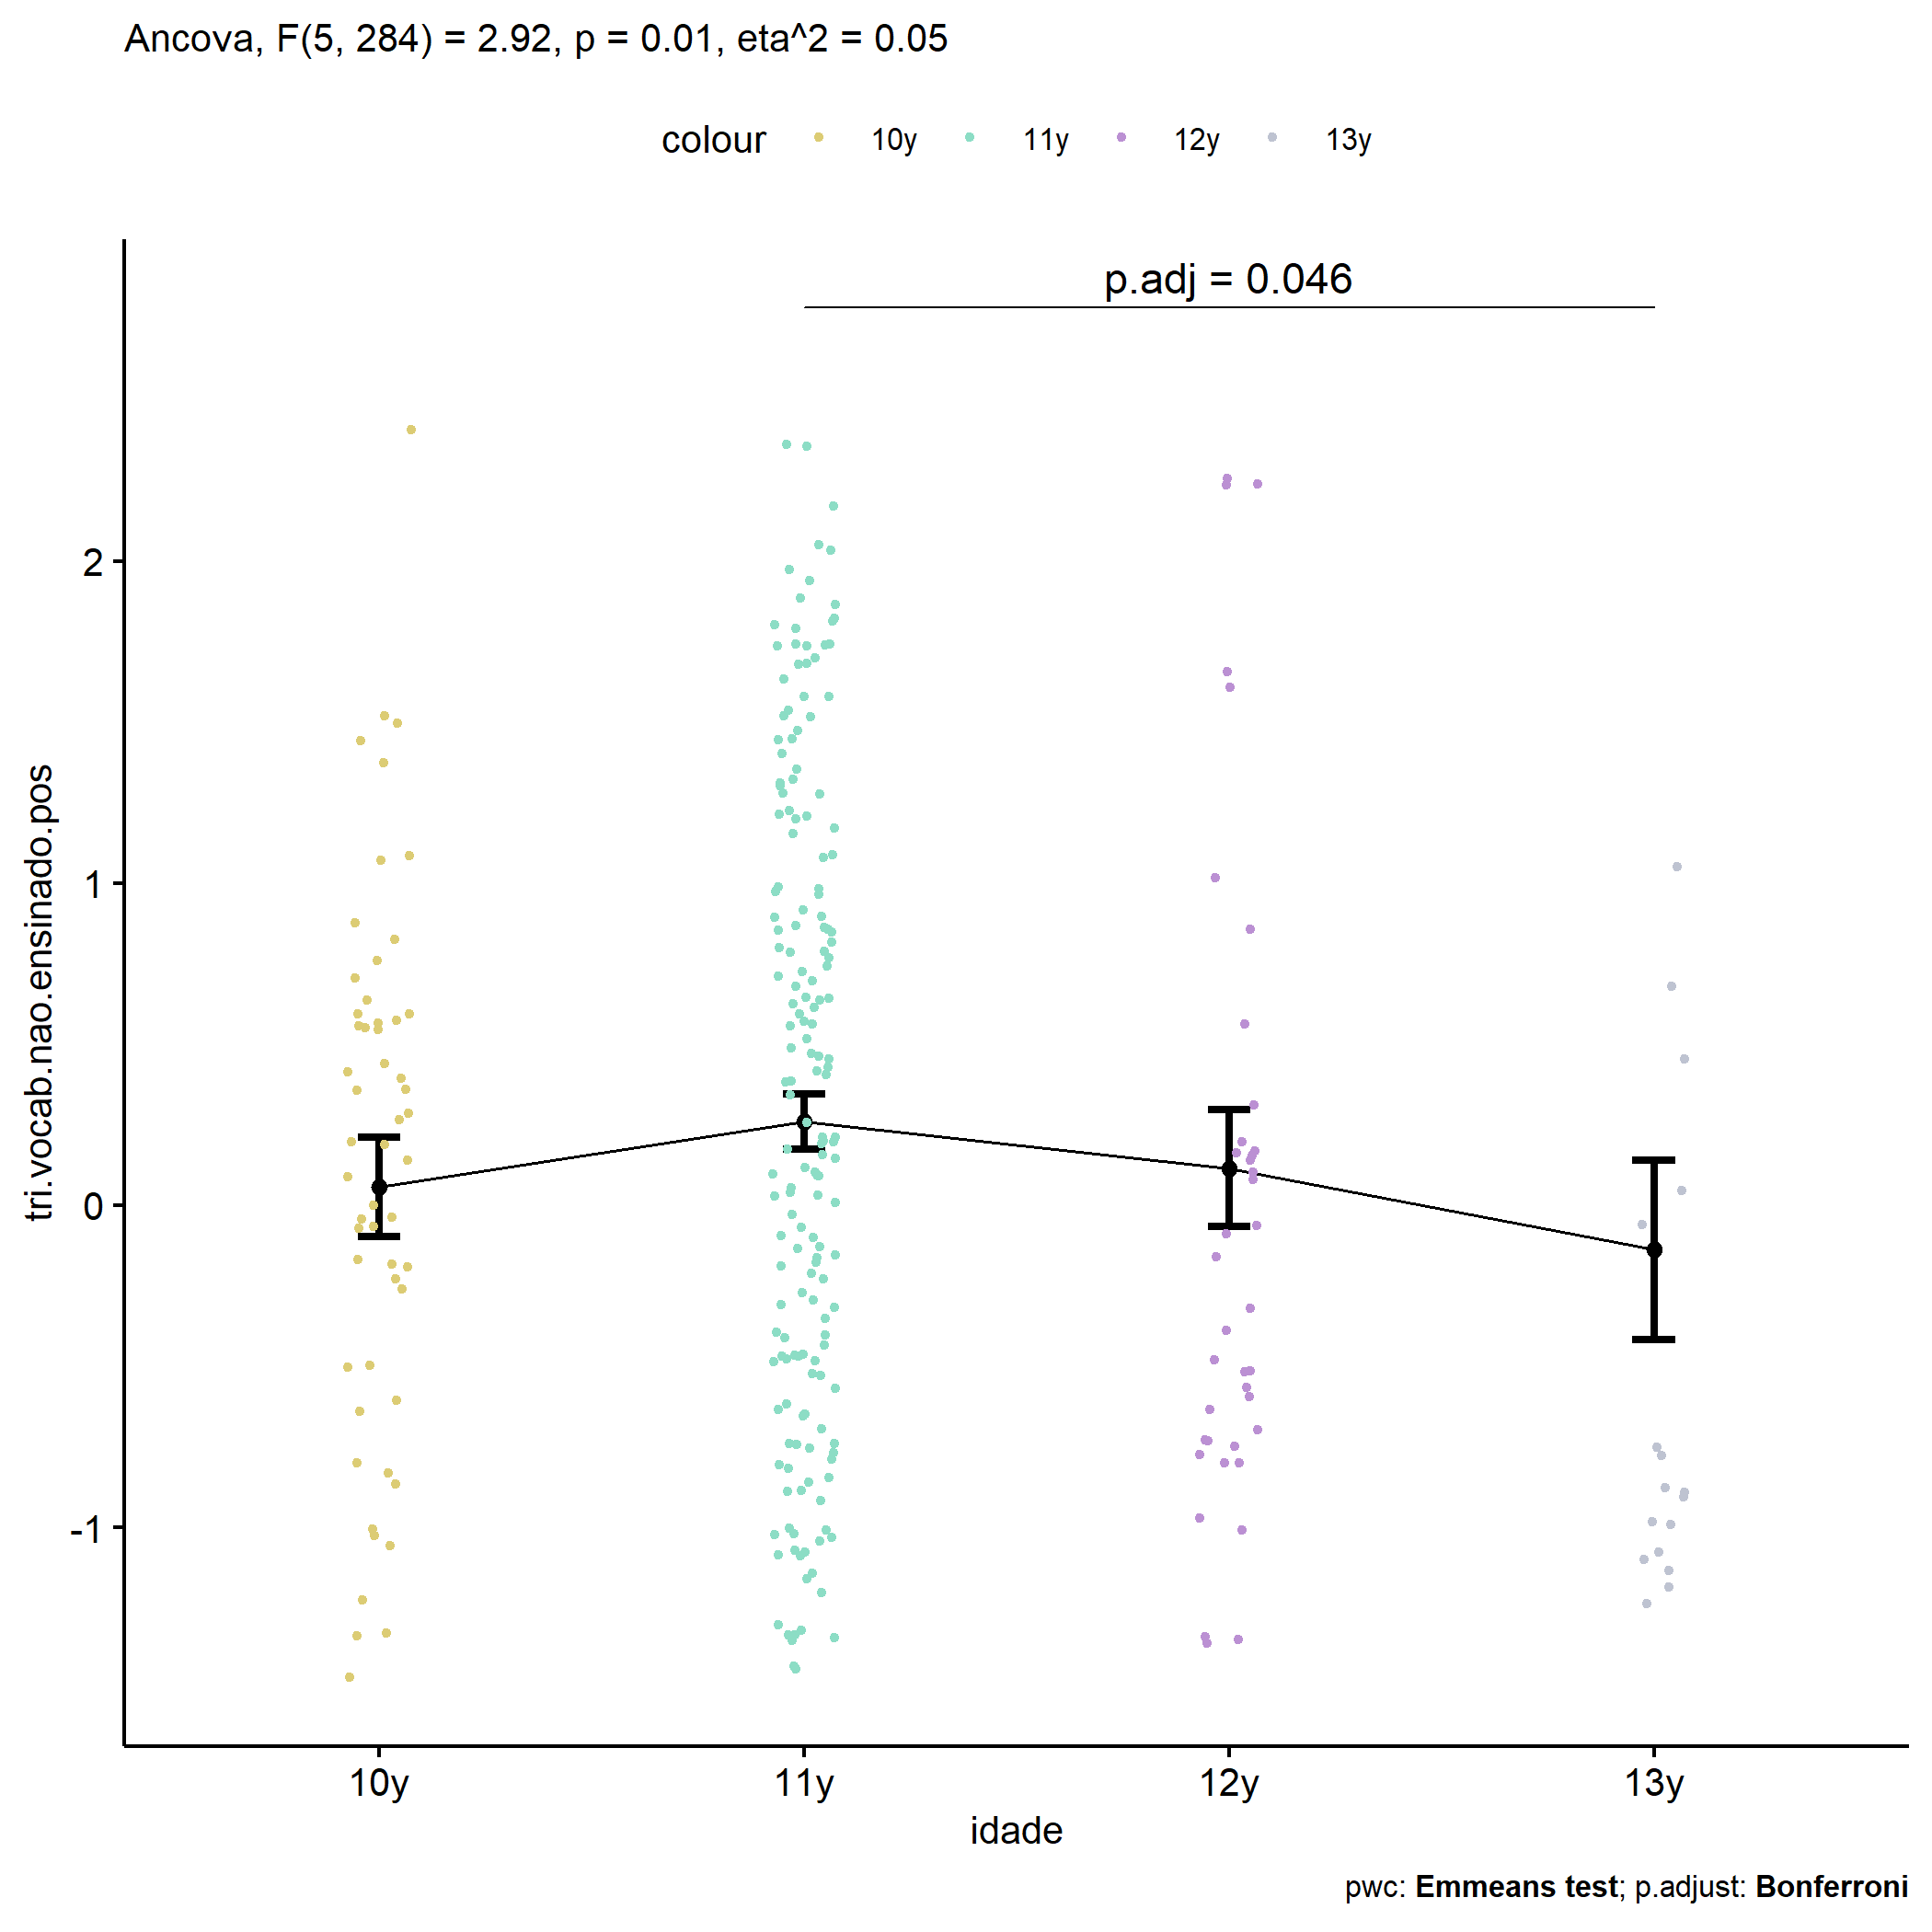 Ancova, F(5, 284) = 2.92, p = 0.01, eta^2 = 0.05
colour 10y 11y 12y 13y
p.adj = 0.046
2
1
0
-1
tri.vocab.nao.ensinado.pos
10y 11y 12y 13y
idade
pwc: Emmeans test; p.adjust: Bonferroni